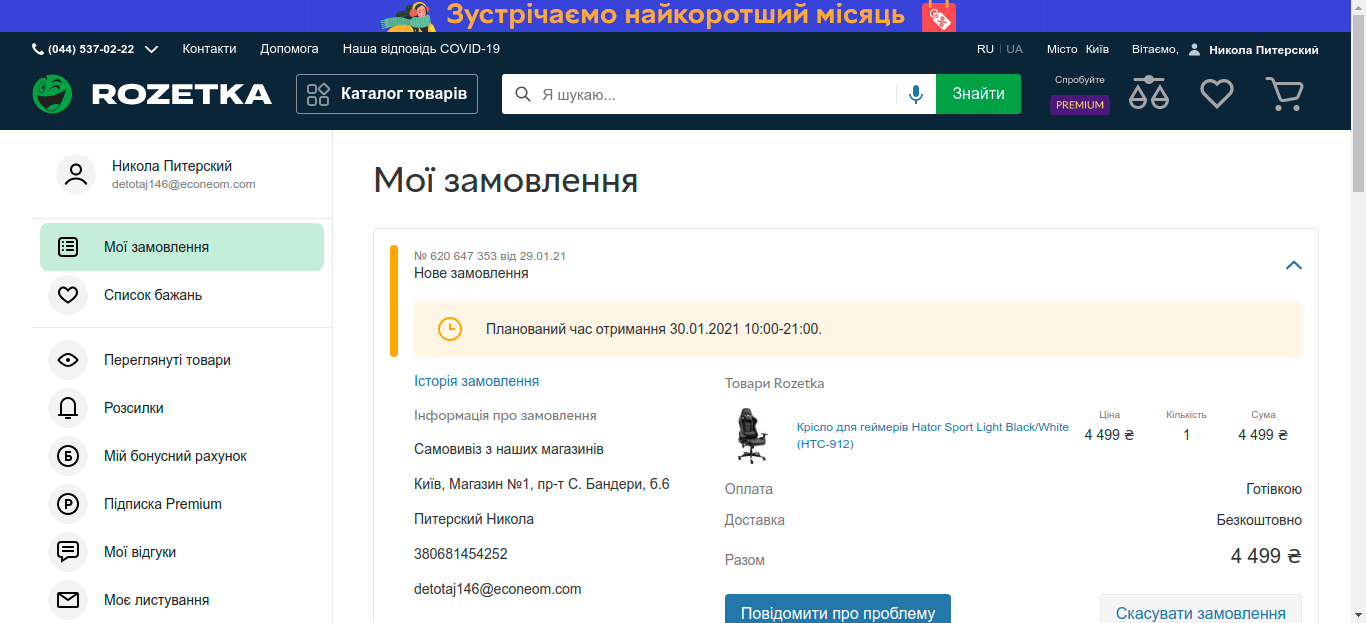 Зустрічаємо найкоротший місяць
(044) 537-02-22 Контакти Допомога Наша відповідь COVID-19 RU | UA Місто Київ Вітаємо, Никола Питерский
ROZETKA Каталог товарів Я шукаю... Знайти Спробуйте PREMIUM
Никола Питерский
detotaj146@econeom.com
Мої замовлення
Список бажань
Переглянуті товари
Розсилки
Мій бонусний рахунок
Підписка Premium
Мої відгуки
Моє листування
Мої замовлення
№ 620 647 353 від 29.01.21
Нове замовлення
Планований час отримання 30.01.2021 10:00-21:00.
Історія замовлення
Інформація про замовлення
Самовивіз з наших магазинів
Київ, Магазин №1, пр-т С. Бандери, б.6
Питерский Никола
380681454252
detotaj146@econeom.com
Товари Rozetka
Ціна Кількість Сума
Крісло для геймерів Hator Sport Light Black/White
(HTC-912)
4 499 ₴ 1 4 499 ₴
Оплата Готівкою
Доставка Безкоштовно
Разом 4 499 ₴
Повідомити про проблему Скасувати замовлення